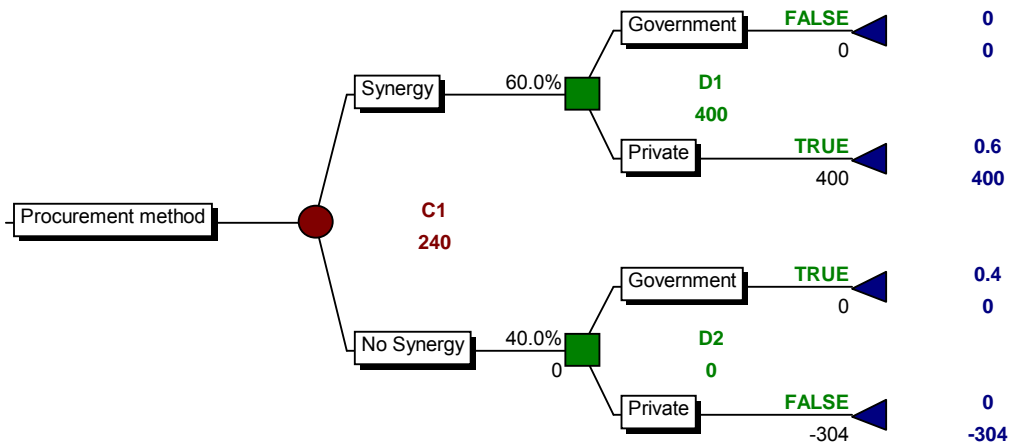 Government FALSE 0
0 0
Synergy 60.0% D1
400
Private TRUE 0.6
400 400
Procurement method C1
240
Government TRUE 0.4
0 0
No Synergy 40.0% D2
0 0
Private FALSE 0
-304 -304